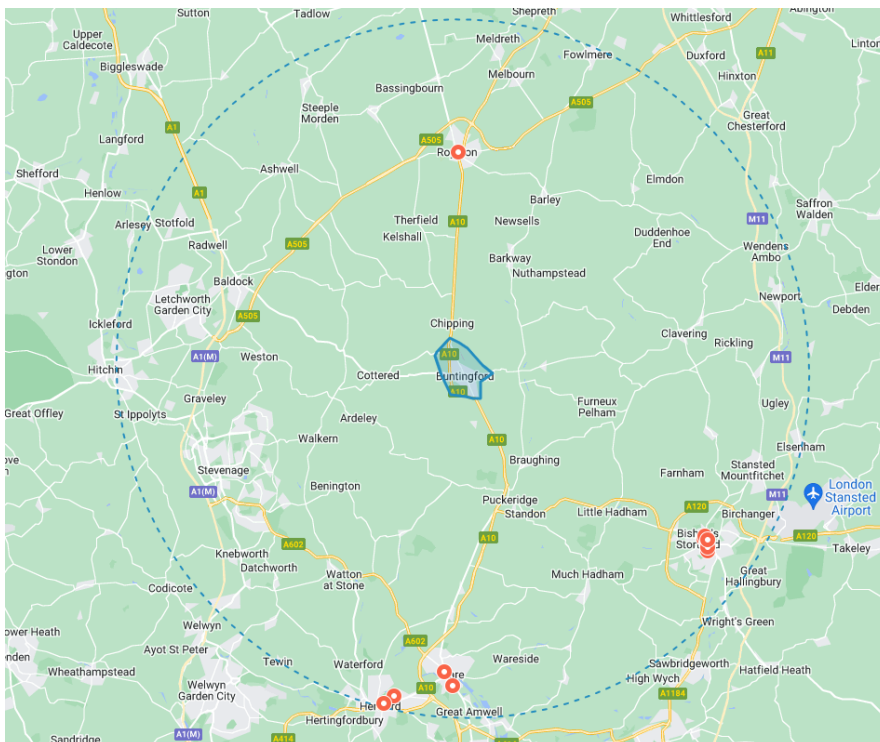 Sutton
Tadlow
Shepreth
Whittlesford
Abington
Upper
Caldecote
Meldreth
Fowlmere
Duxford
Linton
Biggleswade
A11
Hinxton
Bassingbourn
Melbourn
Steeple
Morden
A505
Great
Chesterford
A1
A505
Langford
Shefford
Ashwell
Elmdon
Henlow
A1
Barley
Saffron
Walden
Arlesey
Stotfold
Therfield
A10
Newsells
M11
Kelshall
Duddenhoe
End
Lower
Stondon
Radwell
A505
Wendens
Ambo
Barkway
Nuthampstead
Baldock
Letchworth
Garden City
Newport
Debden
A505
Ickleford
Chipping
Clavering
Rickling
A1(M)
Weston
A10
M11
Hitchin
Cottered
Buntingford
A10
Great Offley
St Ippolyts
Graveley
Furneux
Pelham
Ugley
Ardeley
Walkern
A10
Elsenham
Stevenage
Braughing
Farnham
Stansted
Mountfitchet
A1(M)
Benington
M11
London
Stansted
Airport
Puckeridge
Standon
Little Hadham
A120
Birchanger
A602
A10
A120
Takeley
Knebworth
Datchworth
Watton
at Stone
Much Hadham
Great
Hallingbury
Codicote
Welwyn
Wright's Green
A602
Ayot St Peter
Tewin
Waterford
Wareside
Sawbridgeworth
Hatfield Heath
Wheathampstead
High Wych
Welwyn
Garden City
A10
A1184
Hertingfordbury
Great Amwell
Sandridge
A414